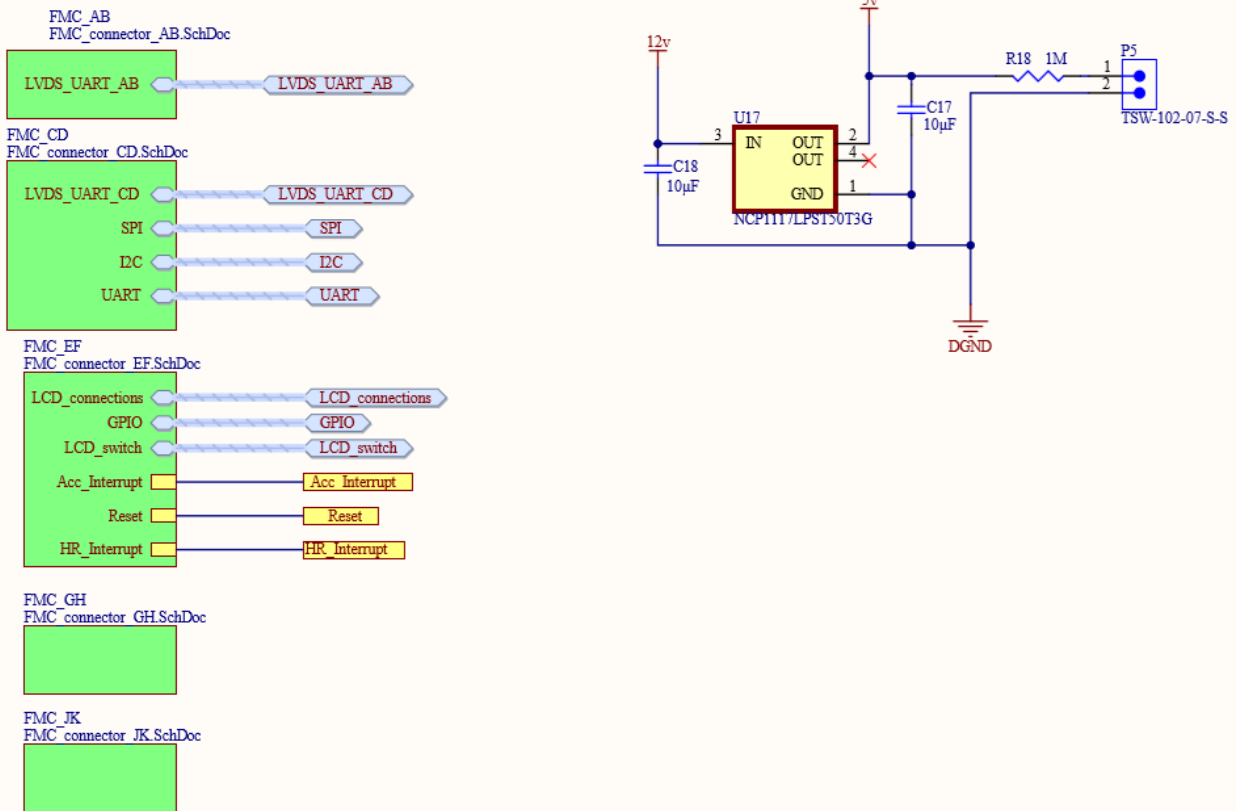 FMC_AB
FMC_connector_AB.SchDoc
LVDS_UART_AB
LVDS_UART_AB
FMC_CD
FMC_connector_CD.SchDoc
LVDS_UART_CD
LVDS_UART_CD
SPI
SPI
I2C
I2C
UART
UART
FMC_EF
FMC_connector_EF.SchDoc
LCD_connections
LCD_connections
GPIO
GPIO
LCD_switch
LCD_switch
Acc_Interrupt
Acc_Interrupt
Reset
Reset
HR_Interrupt
HR_Interrupt
FMC_GH
FMC_connector_GH.SchDoc
FMC_JK
FMC_connector_JK.SchDoc
5v
12v
R18 1M
P5
1
2
TSW-102-07-S-S
C17
10µF
U17
3
IN
OUT
2
OUT
4
GND
1
NCP1117LPST50T3G
C18
10µF
DGND